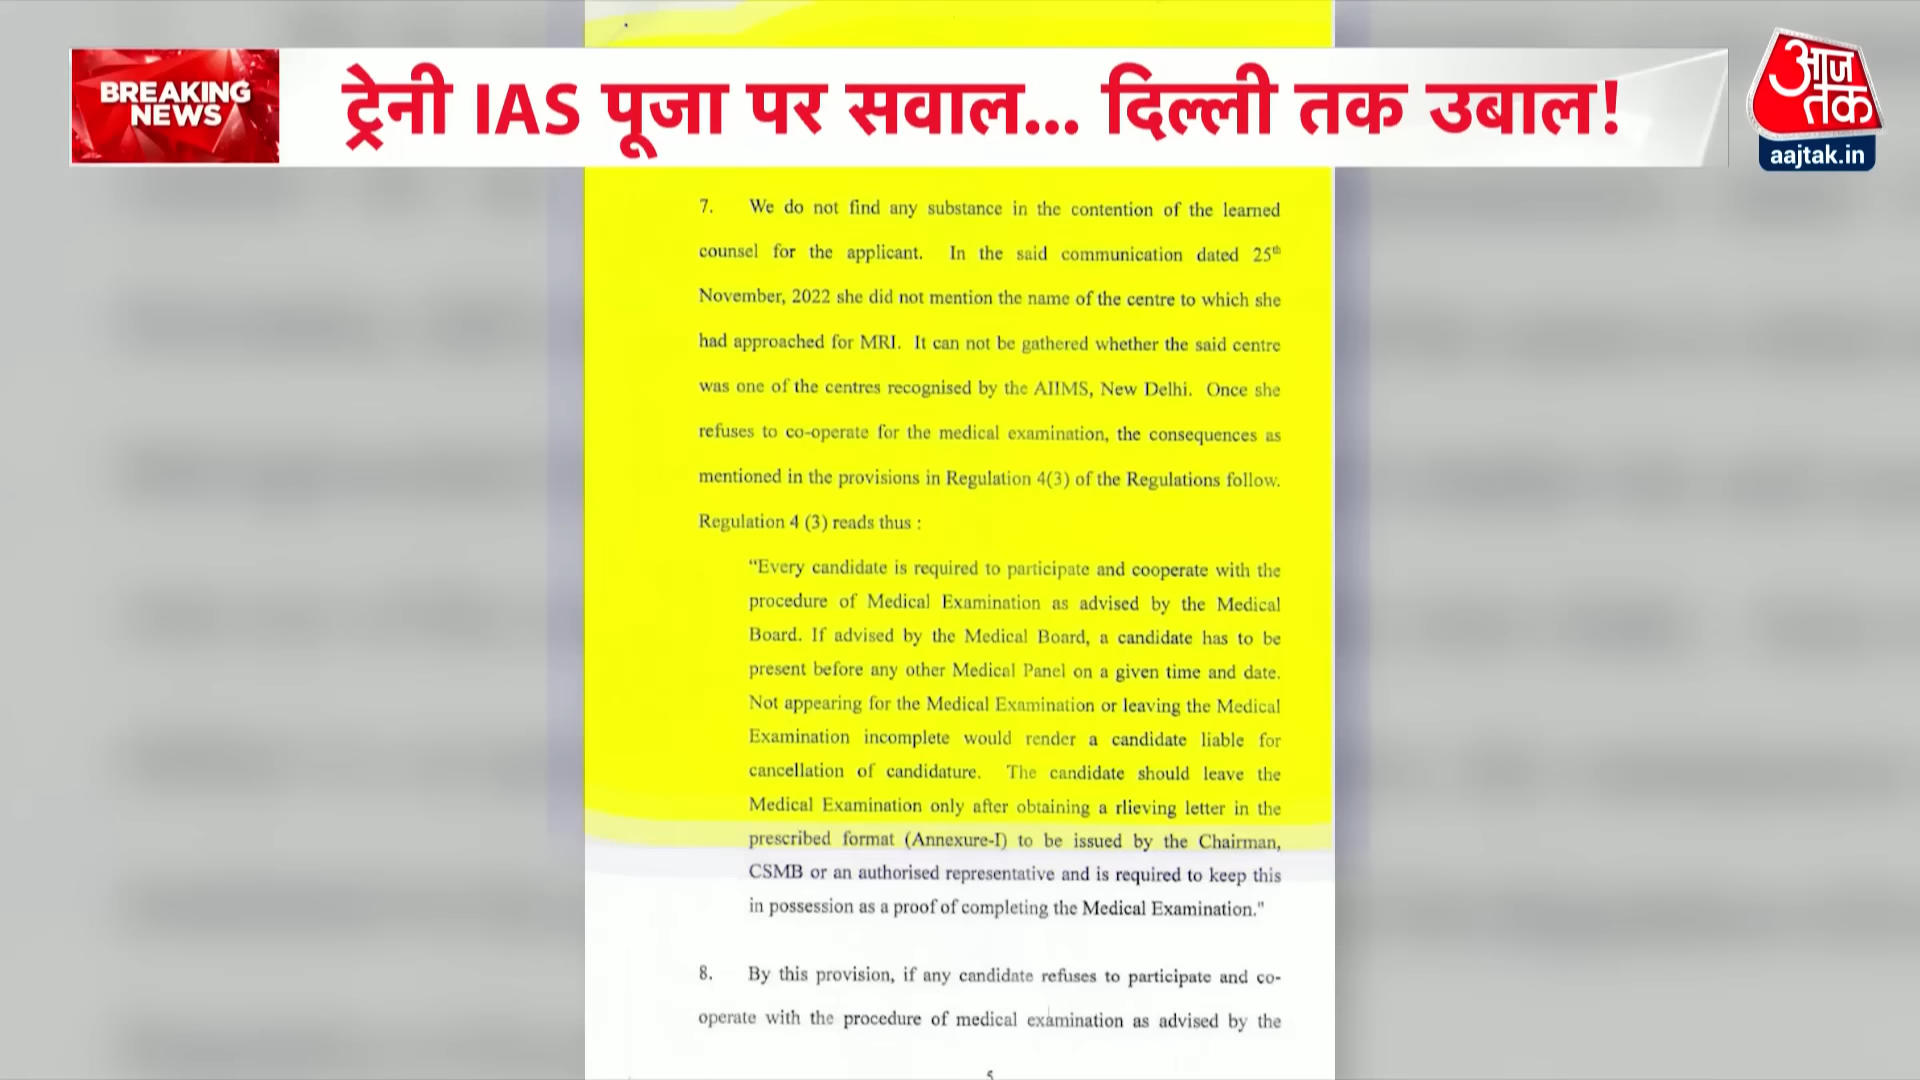 BREAKING
NEWS
ट्रेनी IAS पूजा पर सवाल... दिल्ली तक उबाल!
आज
तक
aajtak.in
7. We do not find any substance in the contention of the learned
counsel for the applicant. In the said communication dated 25th
November, 2022 she did not mention the name of the centre to which she
had approached for MRI. It can not be gathered whether the said centre
was one of the centres recognised by the AIIMS, New Delhi. Once she
refuses to co-operate for the medical examination, the consequences as
mentioned in the provisions in Regulation 4(3) of the Regulations follow.
Regulation 4 (3) reads thus :
"Every candidate is required to participate and cooperate with the
procedure of Medical Examination as advised by the Medical
Board. If advised by the Medical Board, a candidate has to be
present before any other Medical Panel on a given time and date.
Not appearing for the Medical Examination or leaving the Medical
Examination incomplete would render a candidate liable for
cancellation of candidature. The candidate should leave the
Medical Examination only after obtaining a rlieving letter in the
prescribed format (Annexure-I) to be issued by the Chairman,
CSMB or an authorised representative and is required to keep this
in possession as a proof of completing the Medical Examination."
8. By this provision, if any candidate refuses to participate and co-
operate with the procedure of medical examination as advised by the
5